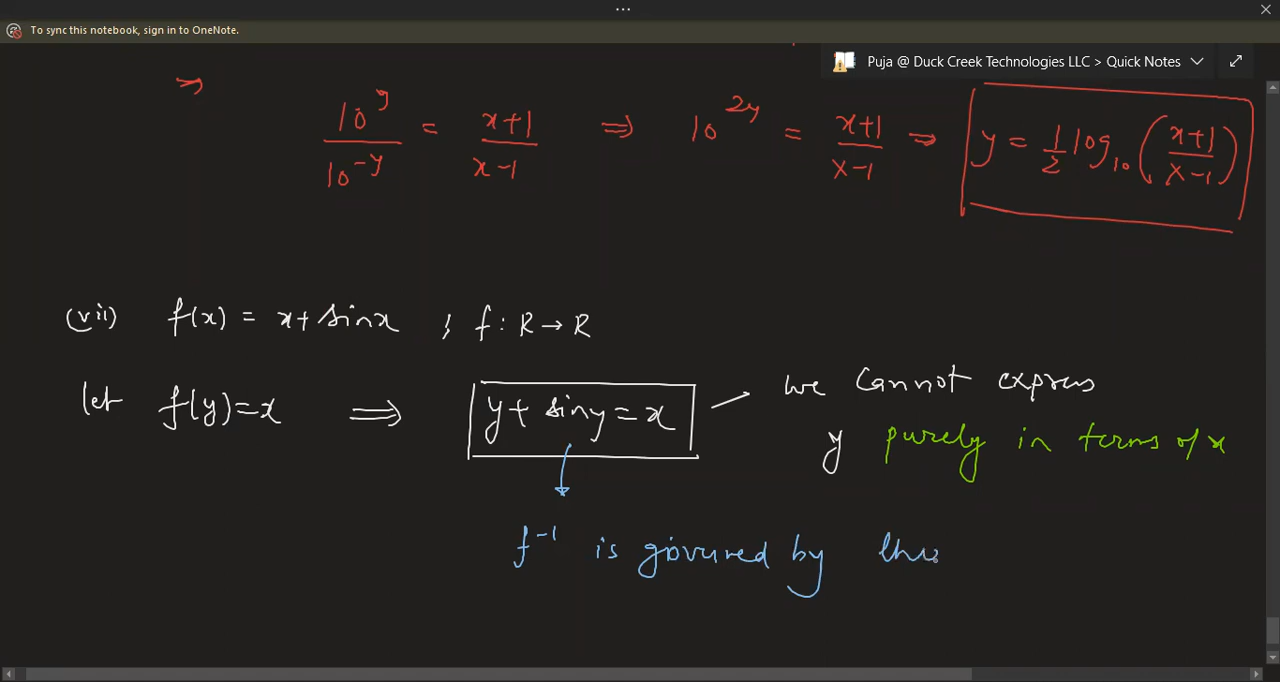 ...
To sync this notebook, sign in to OneNote.
Puja @ Duck Creek Technologies LLC > Quick Notes
⇒ 10^y / 10^-y = x+1 / x-1 ⇒ 10^2y = x+1 / x-1 ⇒ y = 1/2 log10 (x+1 / x-1)
(vii) f(x) = x + sinx ; f : R → R
let f(y) = x ⇒ y + siny = x we cannot express
y purely in terms of x
f^-1 is govured by this